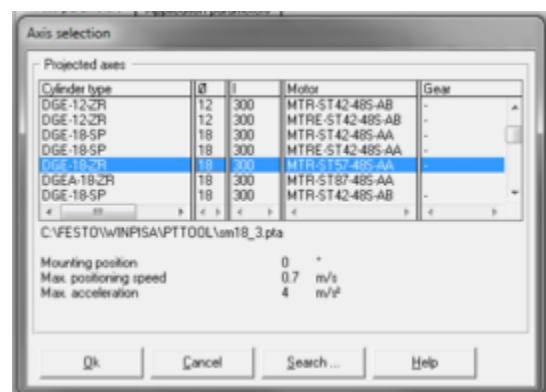 Axis selection
Projected axes
Cylinder type Ø l Motor Gear
DGE-12-ZR 12 300 MTR-ST42-48S-AB -
DGE-12-ZR 12 300 MTRE-ST42-48S-AB -
DGE-18-SP 18 300 MTR-ST42-48S-AA -
DGE-18-SP 18 300 MTRE-ST42-48S-AA -
DGE-18-ZR 18 300 MTR-ST57-48S-AA -
DGEA-18-ZR 18 300 MTR-ST87-48S-AA
DGE-18-SP 18 300 MTR-ST42-48S-AB -
C:\FESTO\WINPISA\PTTOOL\sm18_3.pta
Mounting position 0 °
Max. positioning speed 0.7 m/s
Max. acceleration 4 m/s²
Ok Cancel Search ... Help